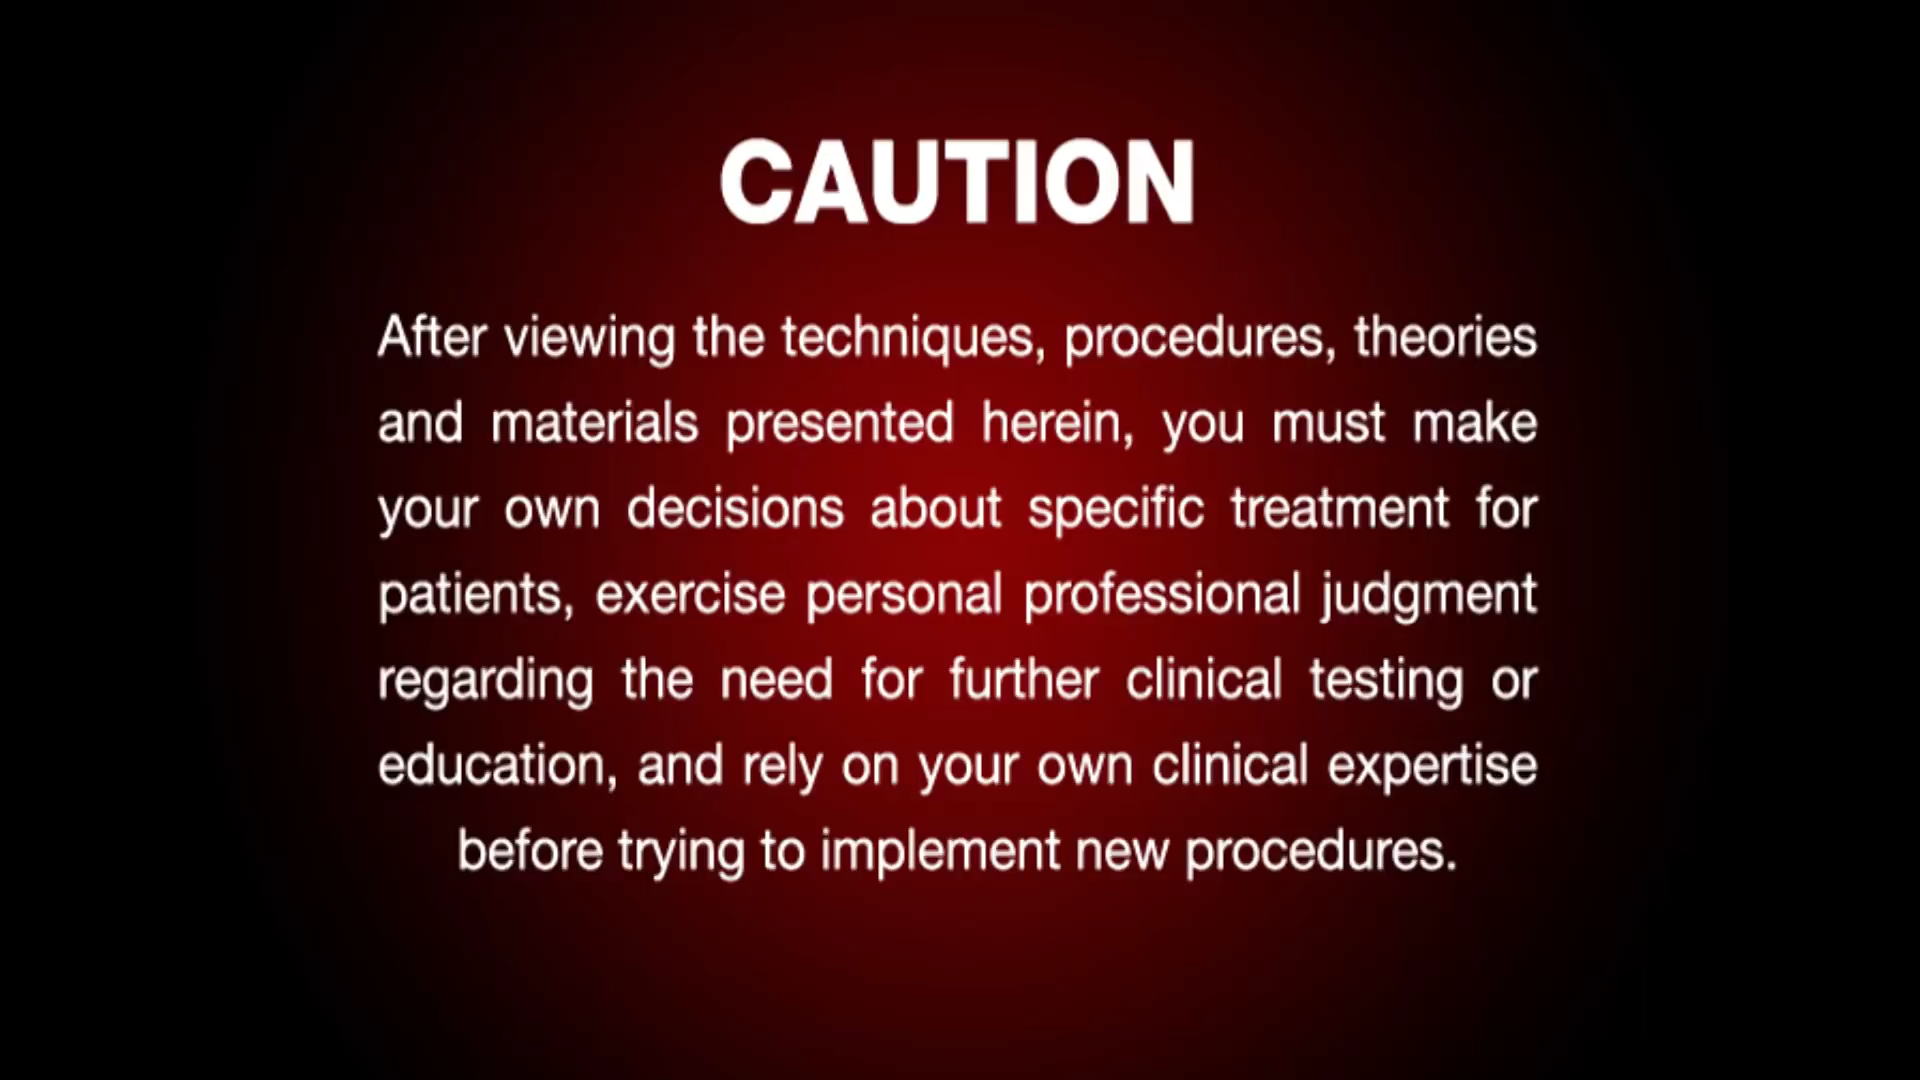 CAUTION
After viewing the techniques, procedures, theories
and materials presented herein, you must make
your own decisions about specific treatment for
patients, exercise personal professional judgment
regarding the need for further clinical testing or
education, and rely on your own clinical expertise
before trying to implement new procedures.